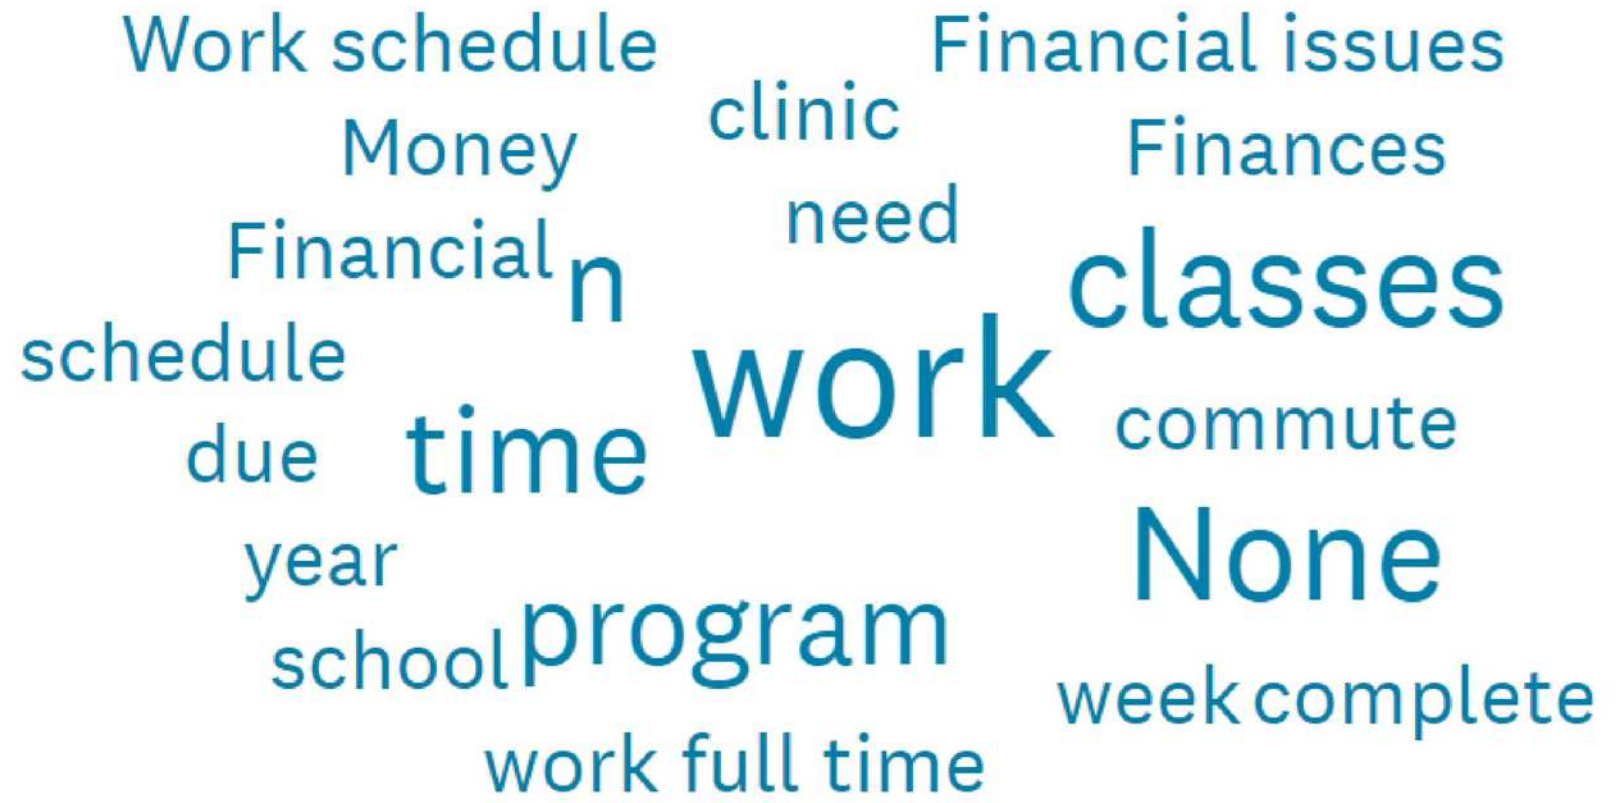 Work schedule
Financial issues
clinic
Money
Finances
need
Financial
n
classes
schedule
work
time
commute
due
None
year
program
school
week
complete
work full time